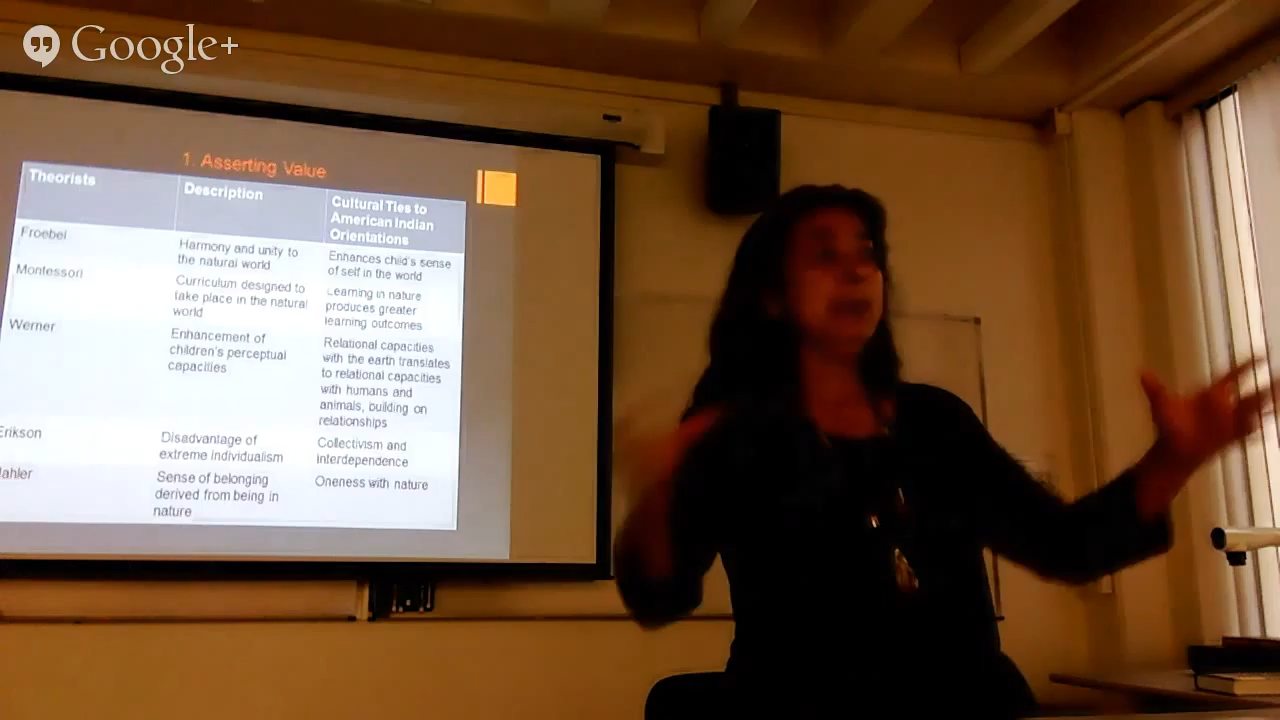 Google+
1. Asserting Value
Theorists
Description
Cultural Ties to
American Indian
Orientations
Froebel
Harmony and unity to
the natural world
Enhances child's sense
of self in the world
Montessori
Curriculum designed to
take place in the natural
world
Learning in nature
produces greater
learning outcomes
Werner
Enhancement of
children's perceptual
capacities
Relational capacities
with the earth translates
to relational capacities
with humans and
animals, building on
relationships
Erikson
Disadvantage of
extreme individualism
Collectivism and
interdependence
ahler
Sense of belonging
derived from being in
nature
Oneness with nature